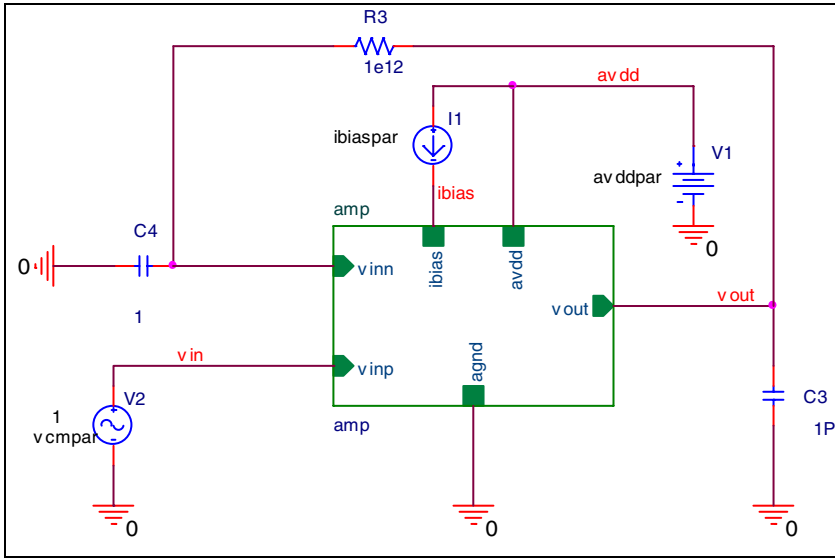 R3
1e12
avdd
I1
ibiaspar
V1
avddpar
ibias
0
amp
C4
0
1
vinn
ibias
avdd
vout
vout
vin
vinp
agnd
V2
1
vcmpar
C3
1P
amp
0
0
0